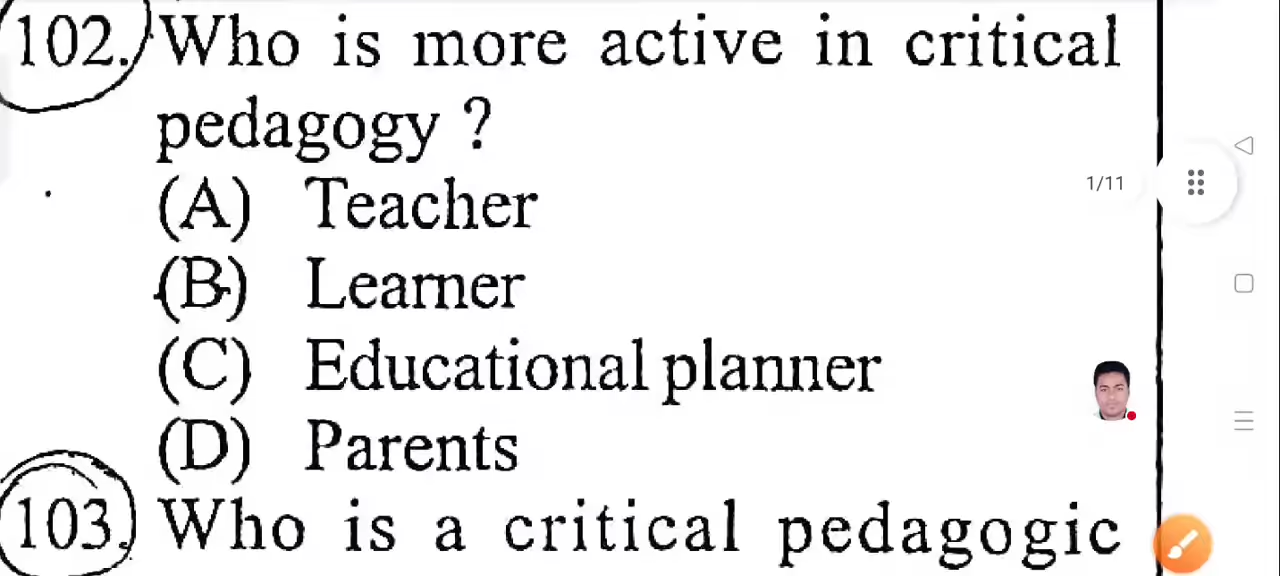 102. Who is more active in critical
pedagogy ?
(A) Teacher
1/11
(B) Learner
(C) Educational planner
(D) Parents
103. Who is a critical pedagogic